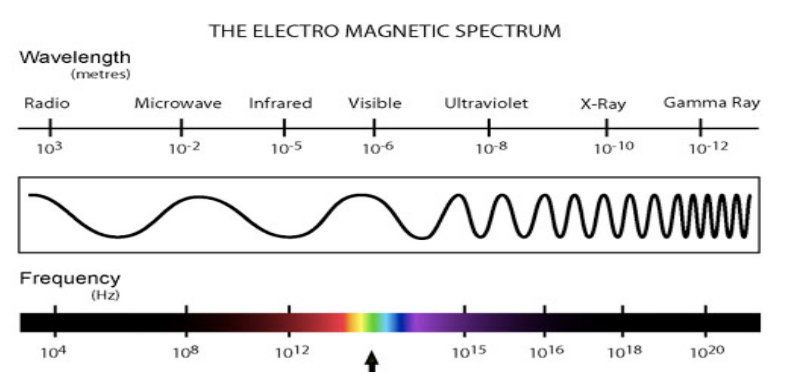 THE ELECTRO MAGNETIC SPECTRUM
Wavelength
(metres)
Radio Microwave Infrared Visible Ultraviolet X-Ray Gamma Ray
10³ 10⁻² 10⁻⁵ 10⁻⁶ 10⁻⁸ 10⁻¹⁰ 10⁻¹²
Frequency
(Hz)
10⁴ 10⁸ 10¹² 10¹⁵ 10¹⁶ 10¹⁸ 10²⁰